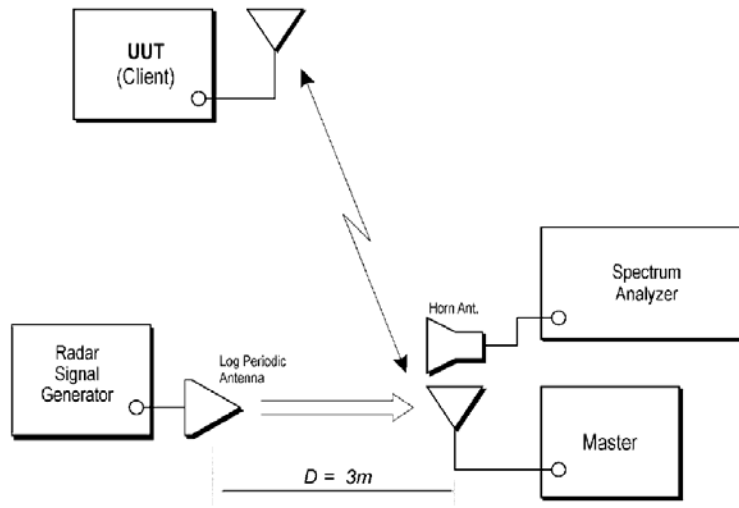 UUT
(Client)
Spectrum
Analyzer
Horn Ant.
Radar
Signal
Generator
Log Periodic
Antenna
Master
D = 3m